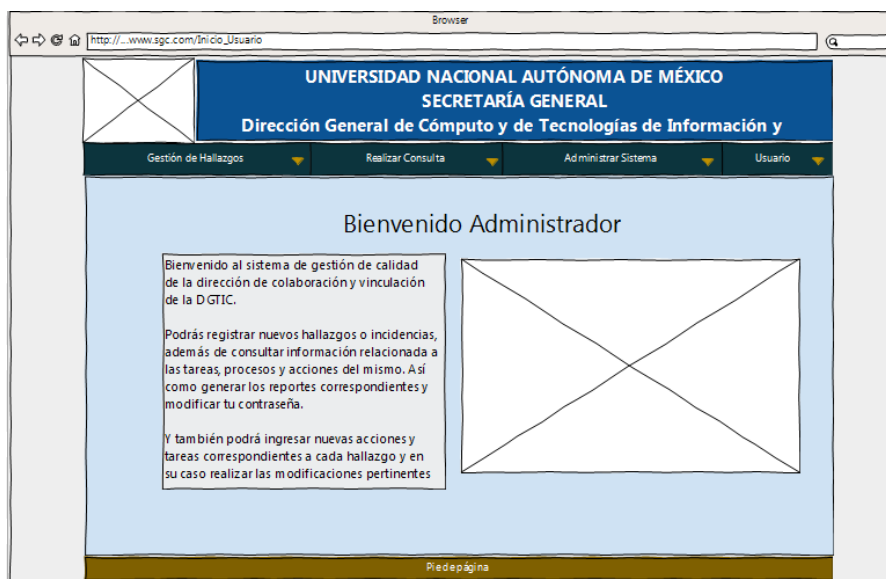 Browser
http://...www.sgc.com/Inicio_Usuario
UNIVERSIDAD NACIONAL AUTÓNOMA DE MÉXICO
SECRETARÍA GENERAL
Dirección General de Cómputo y de Tecnologías de Información y
Gestión de Hallazgos
Realizar Consulta
Administrar Sistema
Usuario
Bienvenido Administrador
Bienvenido al sistema de gestión de calidad
de la dirección de colaboración y vinculación
de la DGTIC.
Podrás registrar nuevos hallazgos o incidencias,
además de consultar información relacionada a
las tareas, procesos y acciones del mismo. Así
como generar los reportes correspondientes y
modificar tu contraseña.
Y también podrá ingresar nuevas acciones y
tareas correspondientes a cada hallazgo y en
su caso realizar las modificaciones pertinentes
Pie de página